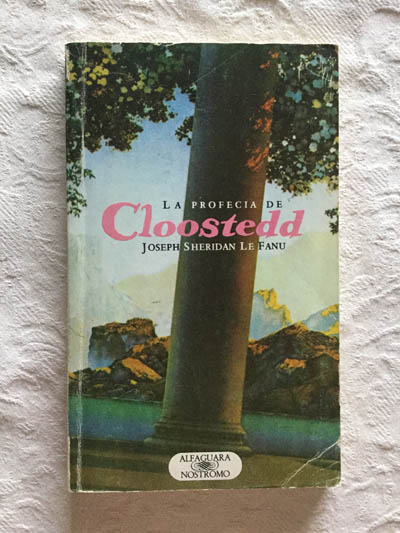 LA PROFECIA DE
Cloostedd
JOSEPH SHERIDAN LE FANU
ALFAGUARA
NOSTROMO